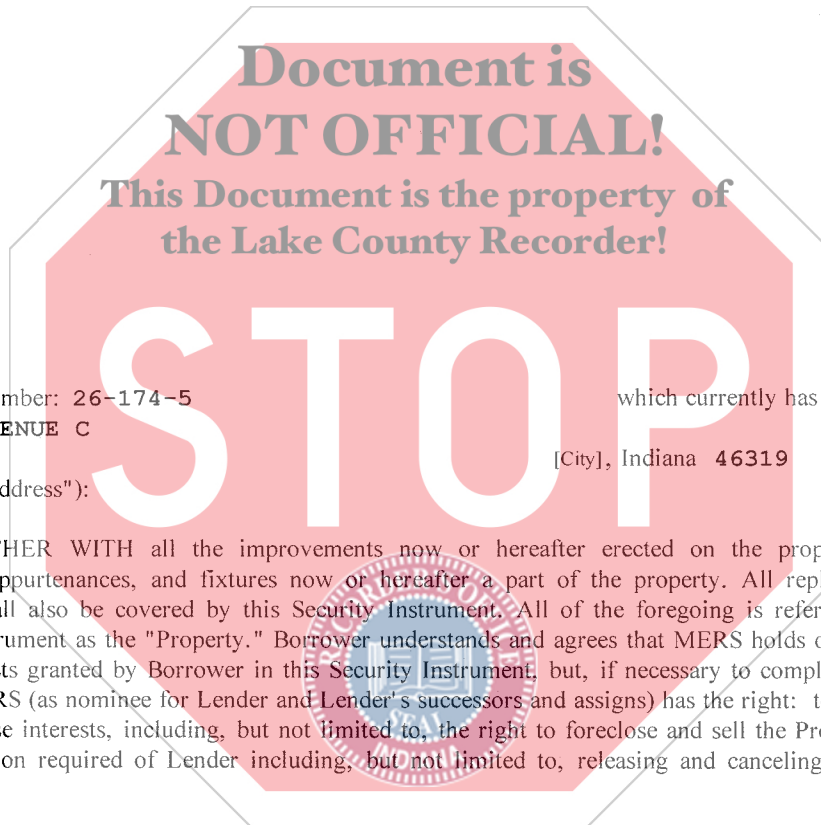 Document is
NOT OFFICIAL!
This Document is the property of
the Lake County Recorder!
STOP
mber: 26-174-5 which currently has
ENUE C
[City], Indiana 46319
ddress"):
HER WITH all the improvements now or hereafter erected on the prop
ppurtenances, and fixtures now or hereafter a part of the property. All repl
ll also be covered by this Security Instrument. All of the foregoing is refer
rument as the "Property." Borrower understands and agrees that MERS holds o
ts granted by Borrower in this Security Instrument, but, if necessary to compl
RS (as nominee for Lender and Lender's successors and assigns) has the right: t
se interests, including, but not limited to, the right to foreclose and sell the Pro
on required of Lender including, but not limited to, releasing and canceling
RECORDERS OFFICE
SEAL
INDIANA